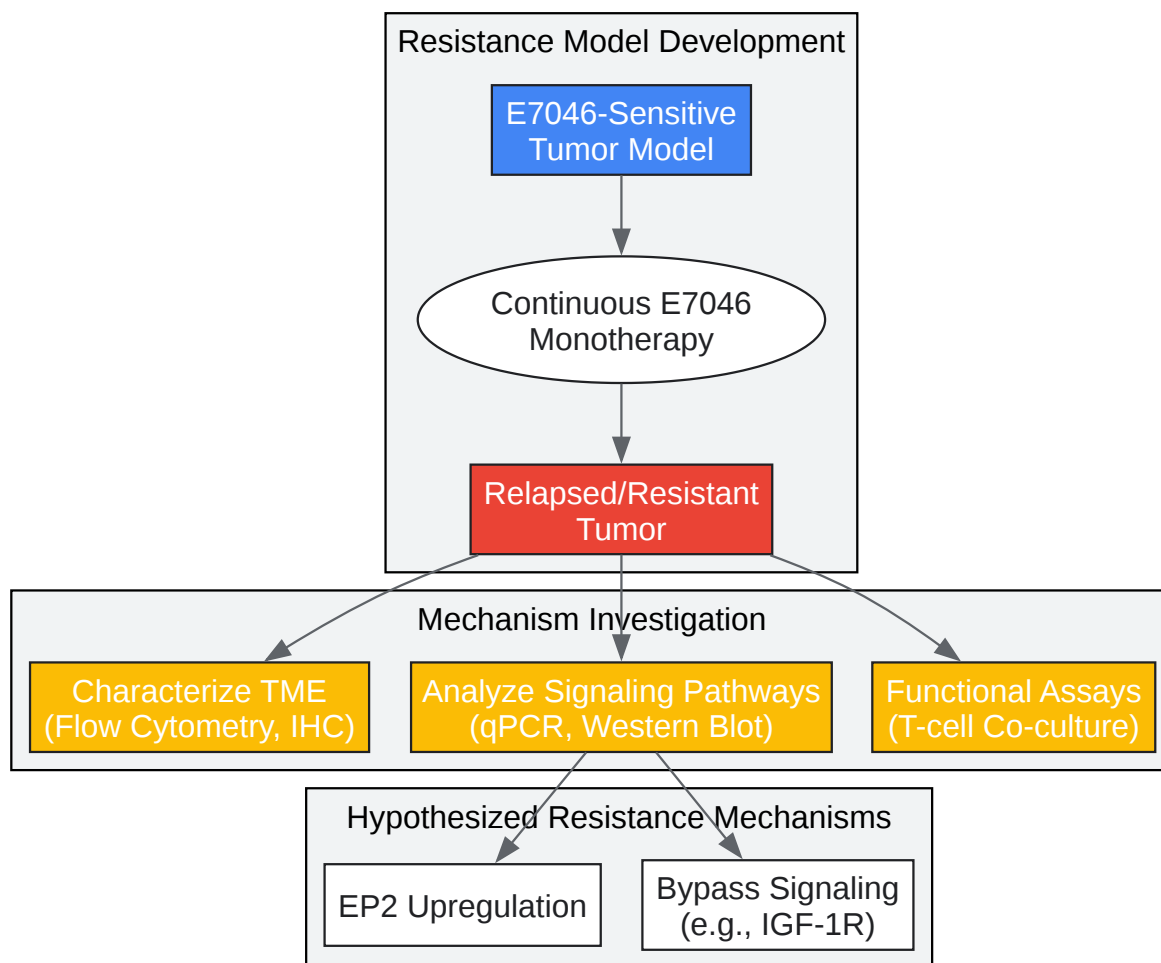 Resistance Model Development
E7046-Sensitive
Tumor Model
Continuous E7046
Monotherapy
Relapsed/Resistant
Tumor
Mechanism Investigation
Characterize TME
(Flow Cytometry, IHC)
Analyze Signaling Pathways
(qPCR, Western Blot)
Functional Assays
(T-cell Co-culture)
Hypothesized Resistance Mechanisms
EP2 Upregulation
Bypass Signaling
(e.g., IGF-1R)